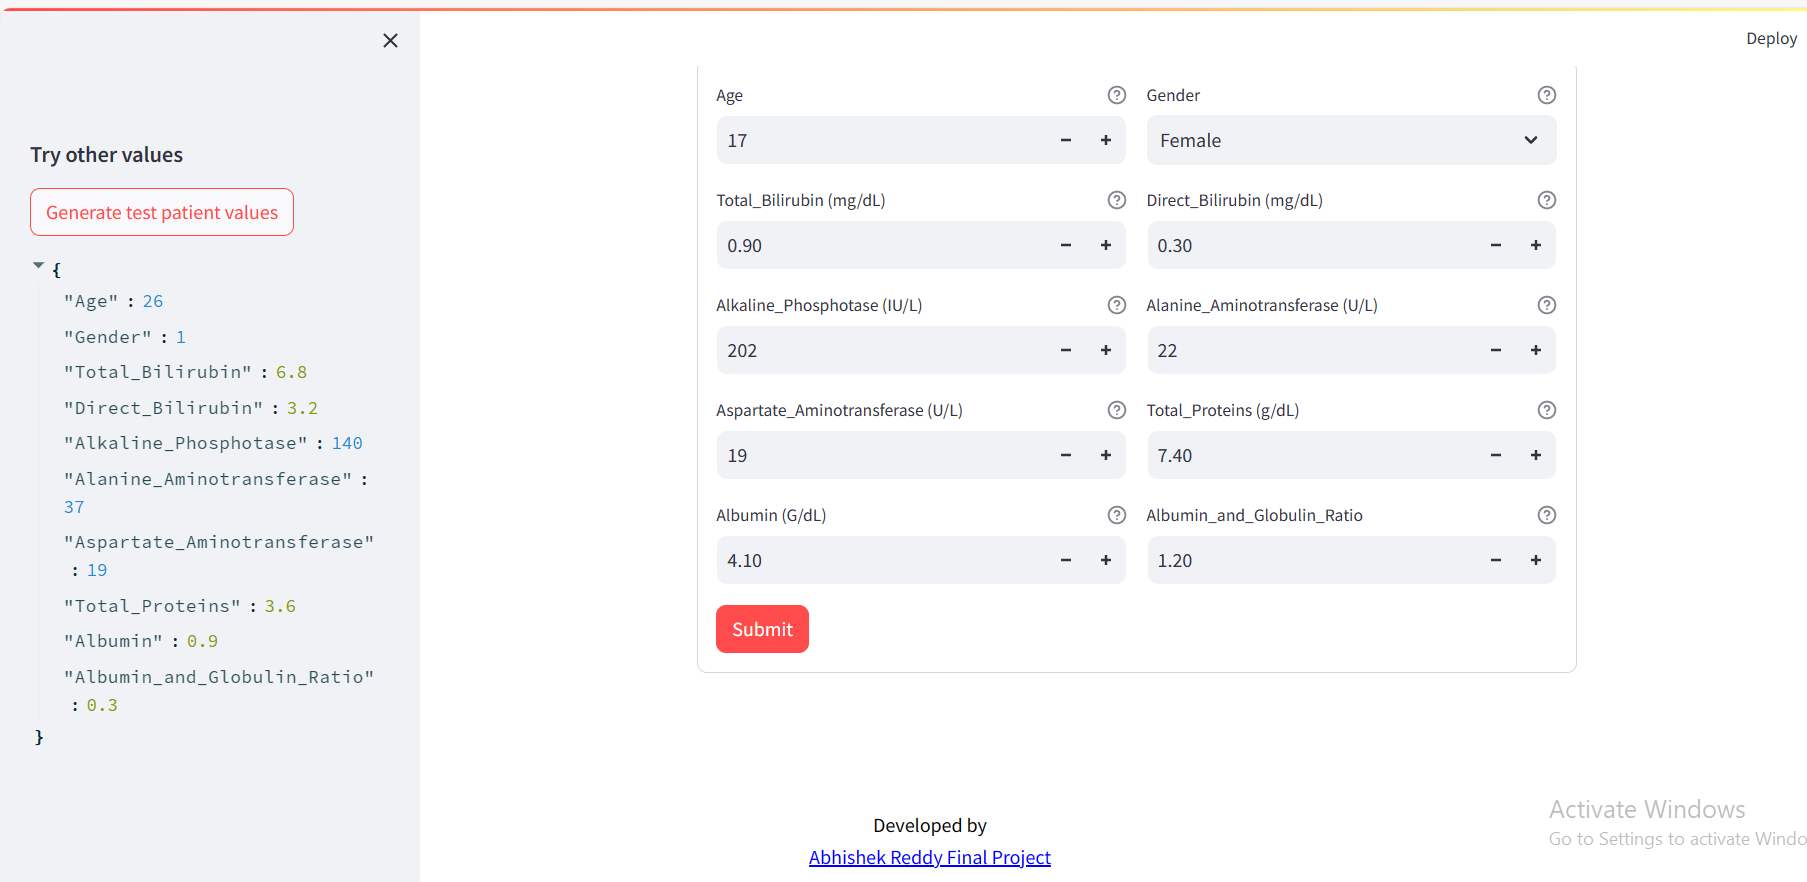 Deploy
Try other values
Generate test patient values
{
"Age" : 26
"Gender" : 1
"Total_Bilirubin" : 6.8
"Direct_Bilirubin" : 3.2
"Alkaline_Phosphotase" : 140
"Alanine_Aminotransferase" :
37
"Aspartate_Aminotransferase"
: 19
"Total_Proteins" : 3.6
"Albumin" : 0.9
"Albumin_and_Globulin_Ratio"
: 0.3
}
Age
17
Gender
Female
Total_Bilirubin (mg/dL)
0.90
Direct_Bilirubin (mg/dL)
0.30
Alkaline_Phosphotase (IU/L)
202
Alanine_Aminotransferase (U/L)
22
Aspartate_Aminotransferase (U/L)
19
Total_Proteins (g/dL)
7.40
Albumin (G/dL)
4.10
Albumin_and_Globulin_Ratio
1.20
Submit
Developed by
Abhishek Reddy Final Project
Activate Windows
Go to Settings to activate Windo